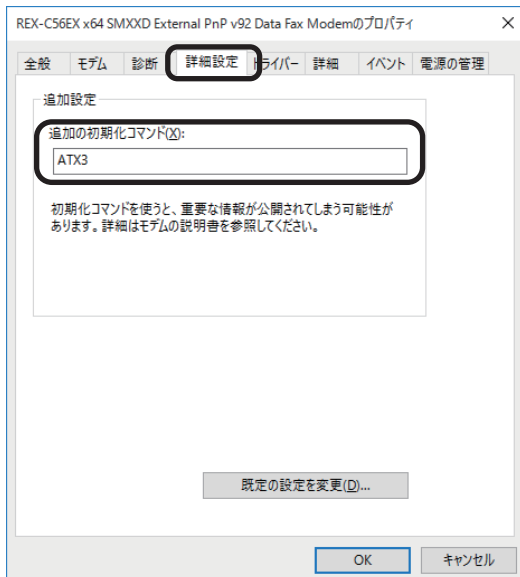 REX-C56EX x64 SMXXD External PnP v92 Data Fax Modemのプロパティ
全般 モデム 診断 詳細設定 ドライバー 詳細 イベント 電源の管理
追加設定
追加の初期化コマンド(X):
ATX3
初期化コマンドを使うと、重要な情報が公開されてしまう可能性が
あります。詳細はモデムの説明書を参照してください。
既定の設定を変更(D)...
OK キャンセル